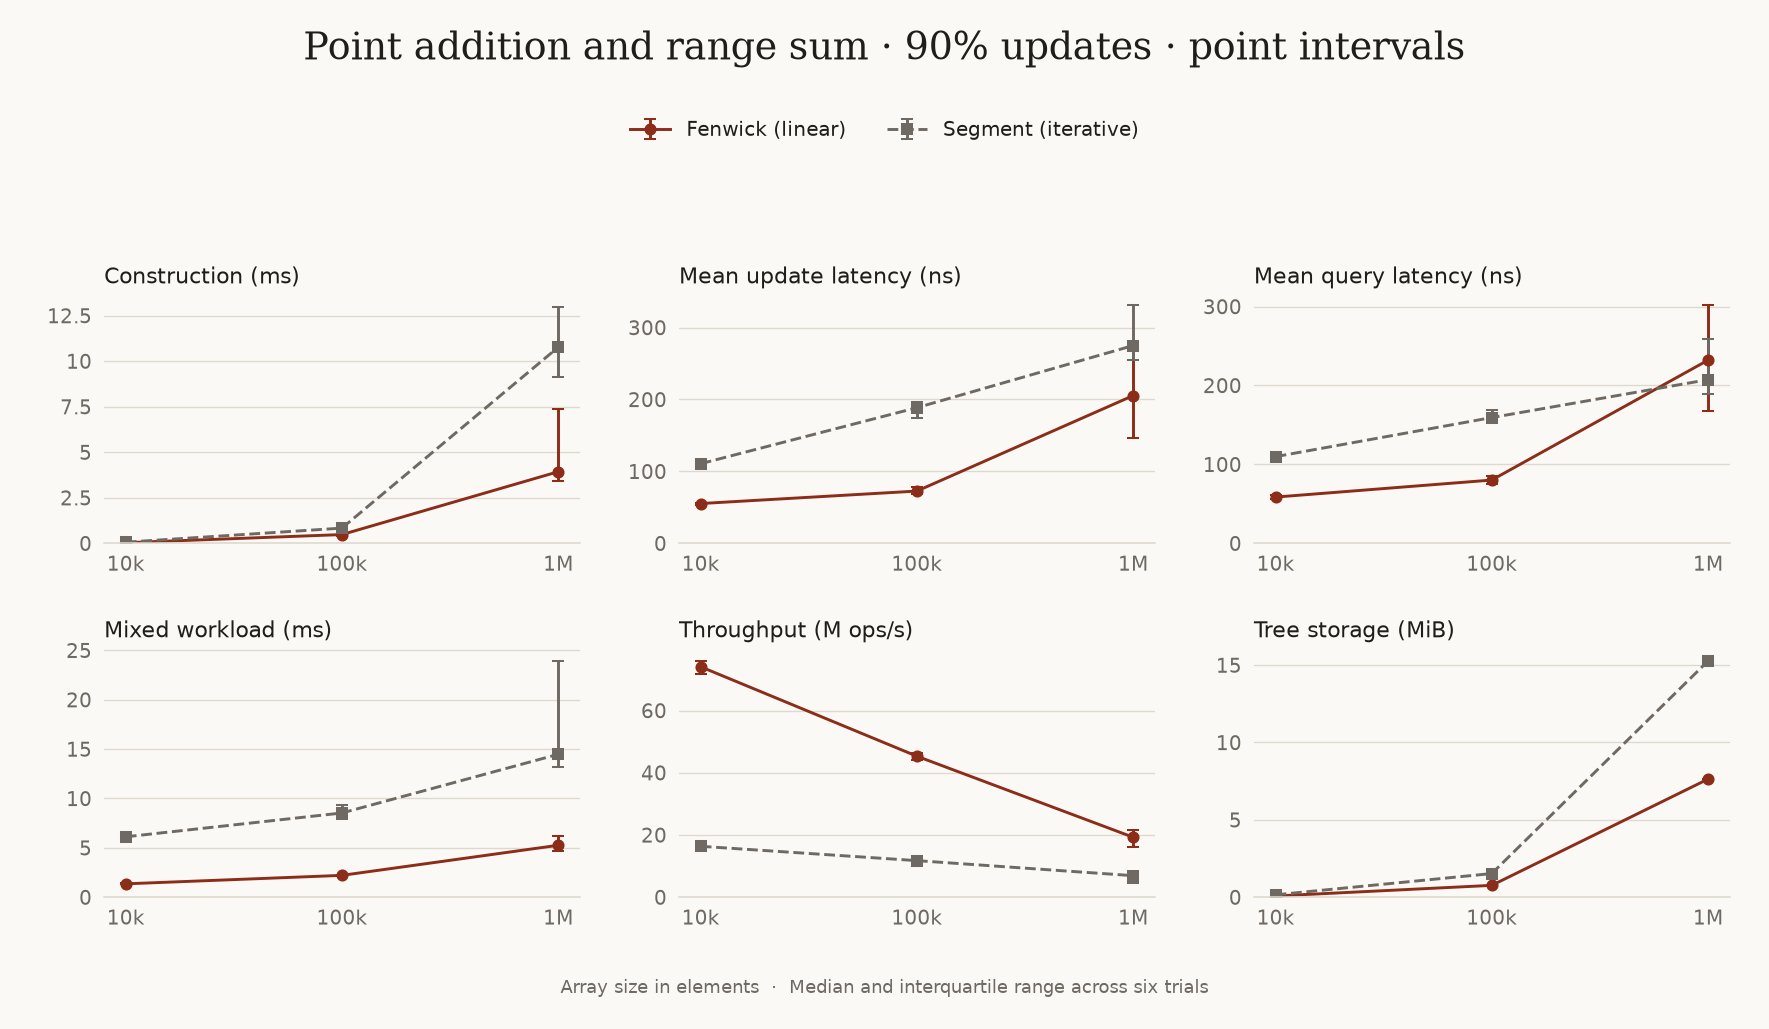 Point addition and range sum · 90% updates · point intervals
Fenwick (linear)
Segment (iterative)
Construction (ms)
12.5
10
7.5
5
2.5
0
10k
100k
1M
Mean update latency (ns)
300
200
100
0
10k
100k
1M
Mean query latency (ns)
300
200
100
0
10k
100k
1M
Mixed workload (ms)
25
20
15
10
5
0
10k
100k
1M
Throughput (M ops/s)
60
40
20
0
10k
100k
1M
Tree storage (MiB)
15
10
5
0
10k
100k
1M
Array size in elements · Median and interquartile range across six trials